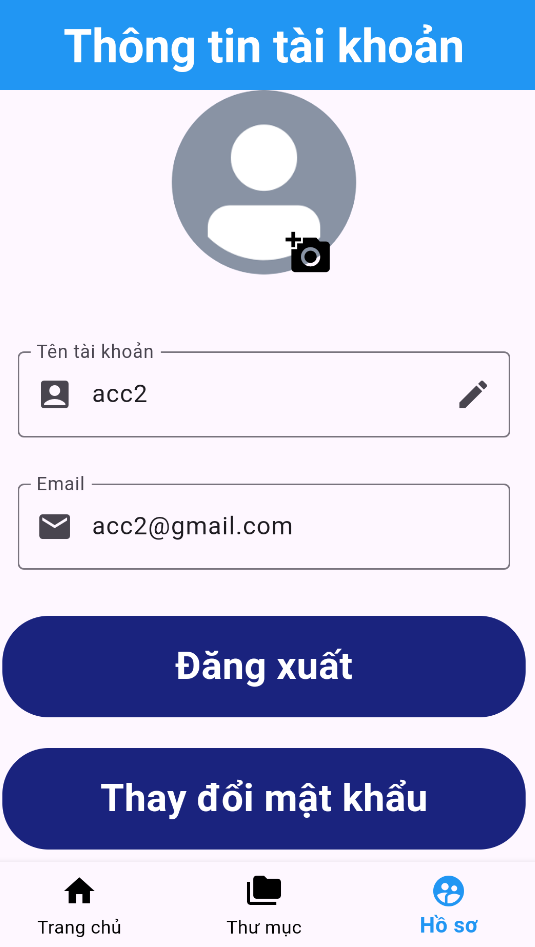 Thông tin tài khoản
Tên tài khoản
acc2
Email
acc2@gmail.com
Đăng xuất
Thay đổi mật khẩu
Trang chủ
Thư mục
Hồ sơ